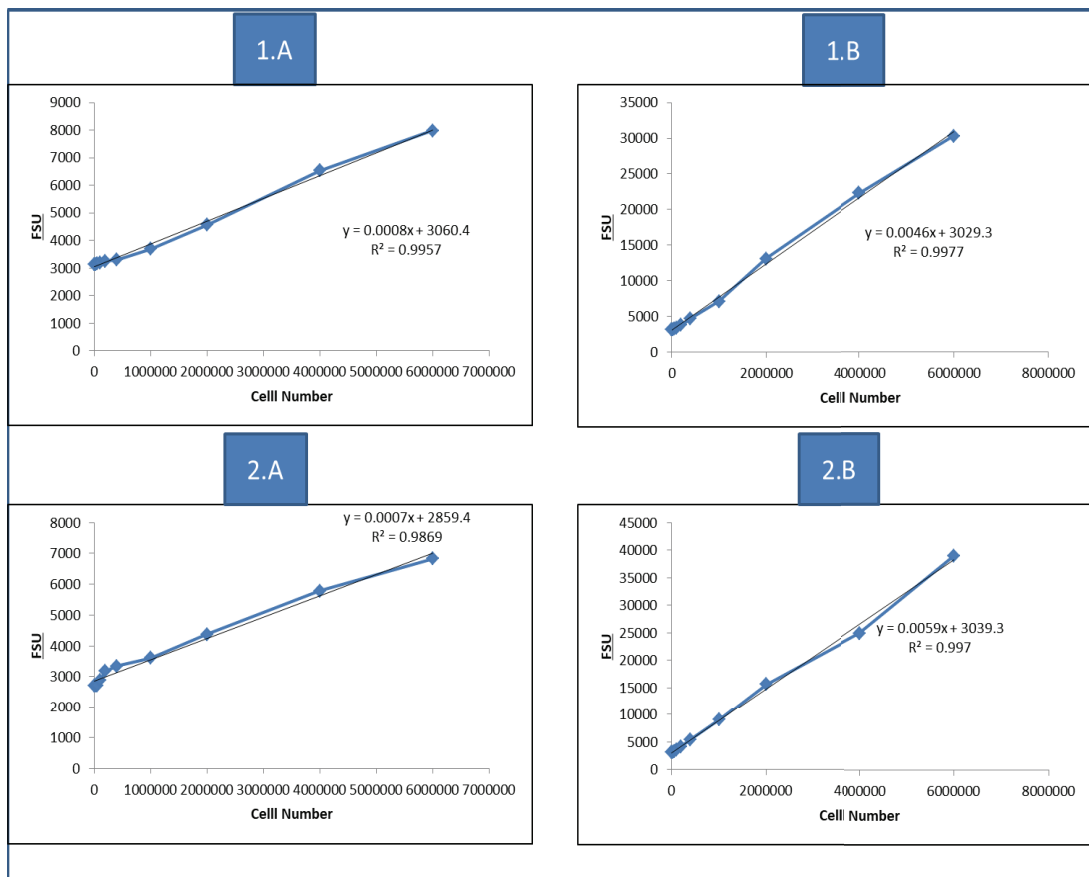 1.A
9000
8000
7000
6000
5000
4000
3000
2000
1000
0
FSU
y = 0.0008x + 3060.4
R² = 0.9957
0 1000000 2000000 3000000 4000000 5000000 6000000 7000000
Celll Number
1.B
35000
30000
25000
20000
15000
10000
5000
0
FSU
y = 0.0046x + 3029.3
R² = 0.9977
0 2000000 4000000 6000000 8000000
Cell Number
2.A
8000
7000
6000
5000
4000
3000
2000
1000
0
FSU
y = 0.0007x + 2859.4
R² = 0.9869
0 1000000 2000000 3000000 4000000 5000000 6000000 7000000
Celll Number
2.B
45000
40000
35000
30000
25000
20000
15000
10000
5000
0
FSU
y = 0.0059x + 3039.3
R² = 0.997
0 2000000 4000000 6000000 8000000
Cell Number